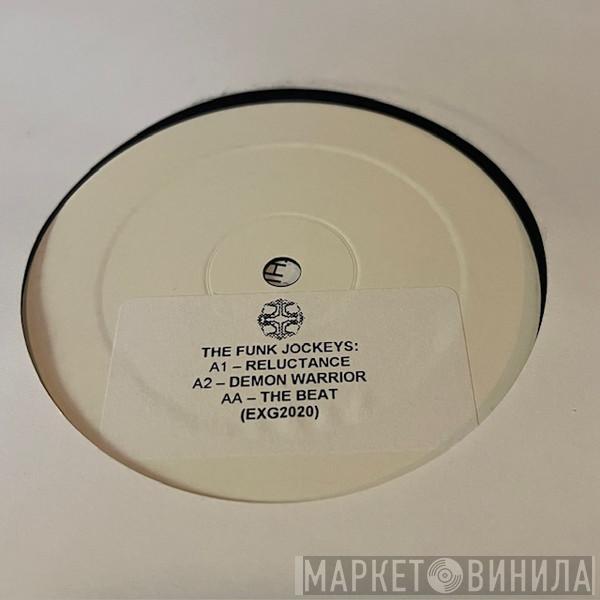 THE FUNK JOCKEYS:
A1 – RELUCTANCE
A2 – DEMON WARRIOR
AA – THE BEAT
(EXG2020)
МАРКЕТ ВИНИЛА